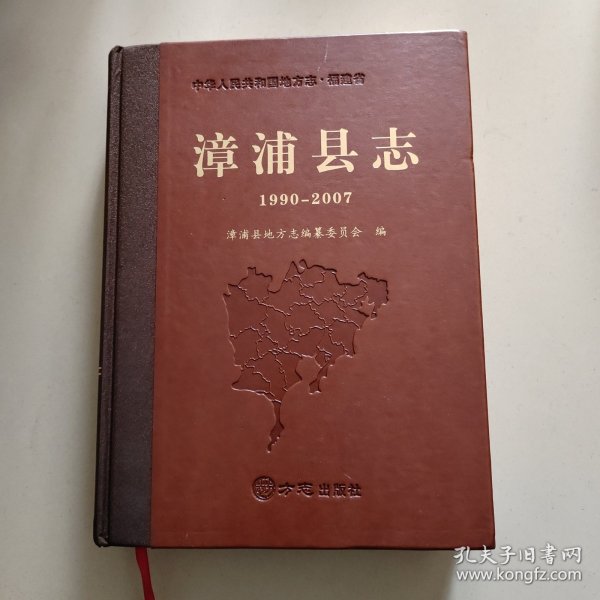 中华人民共和国地方志·福建省
漳浦县志
1990-2007
漳浦县地方志编纂委员会 编
方志出版社
孔夫子旧书网
www.kongfz.com